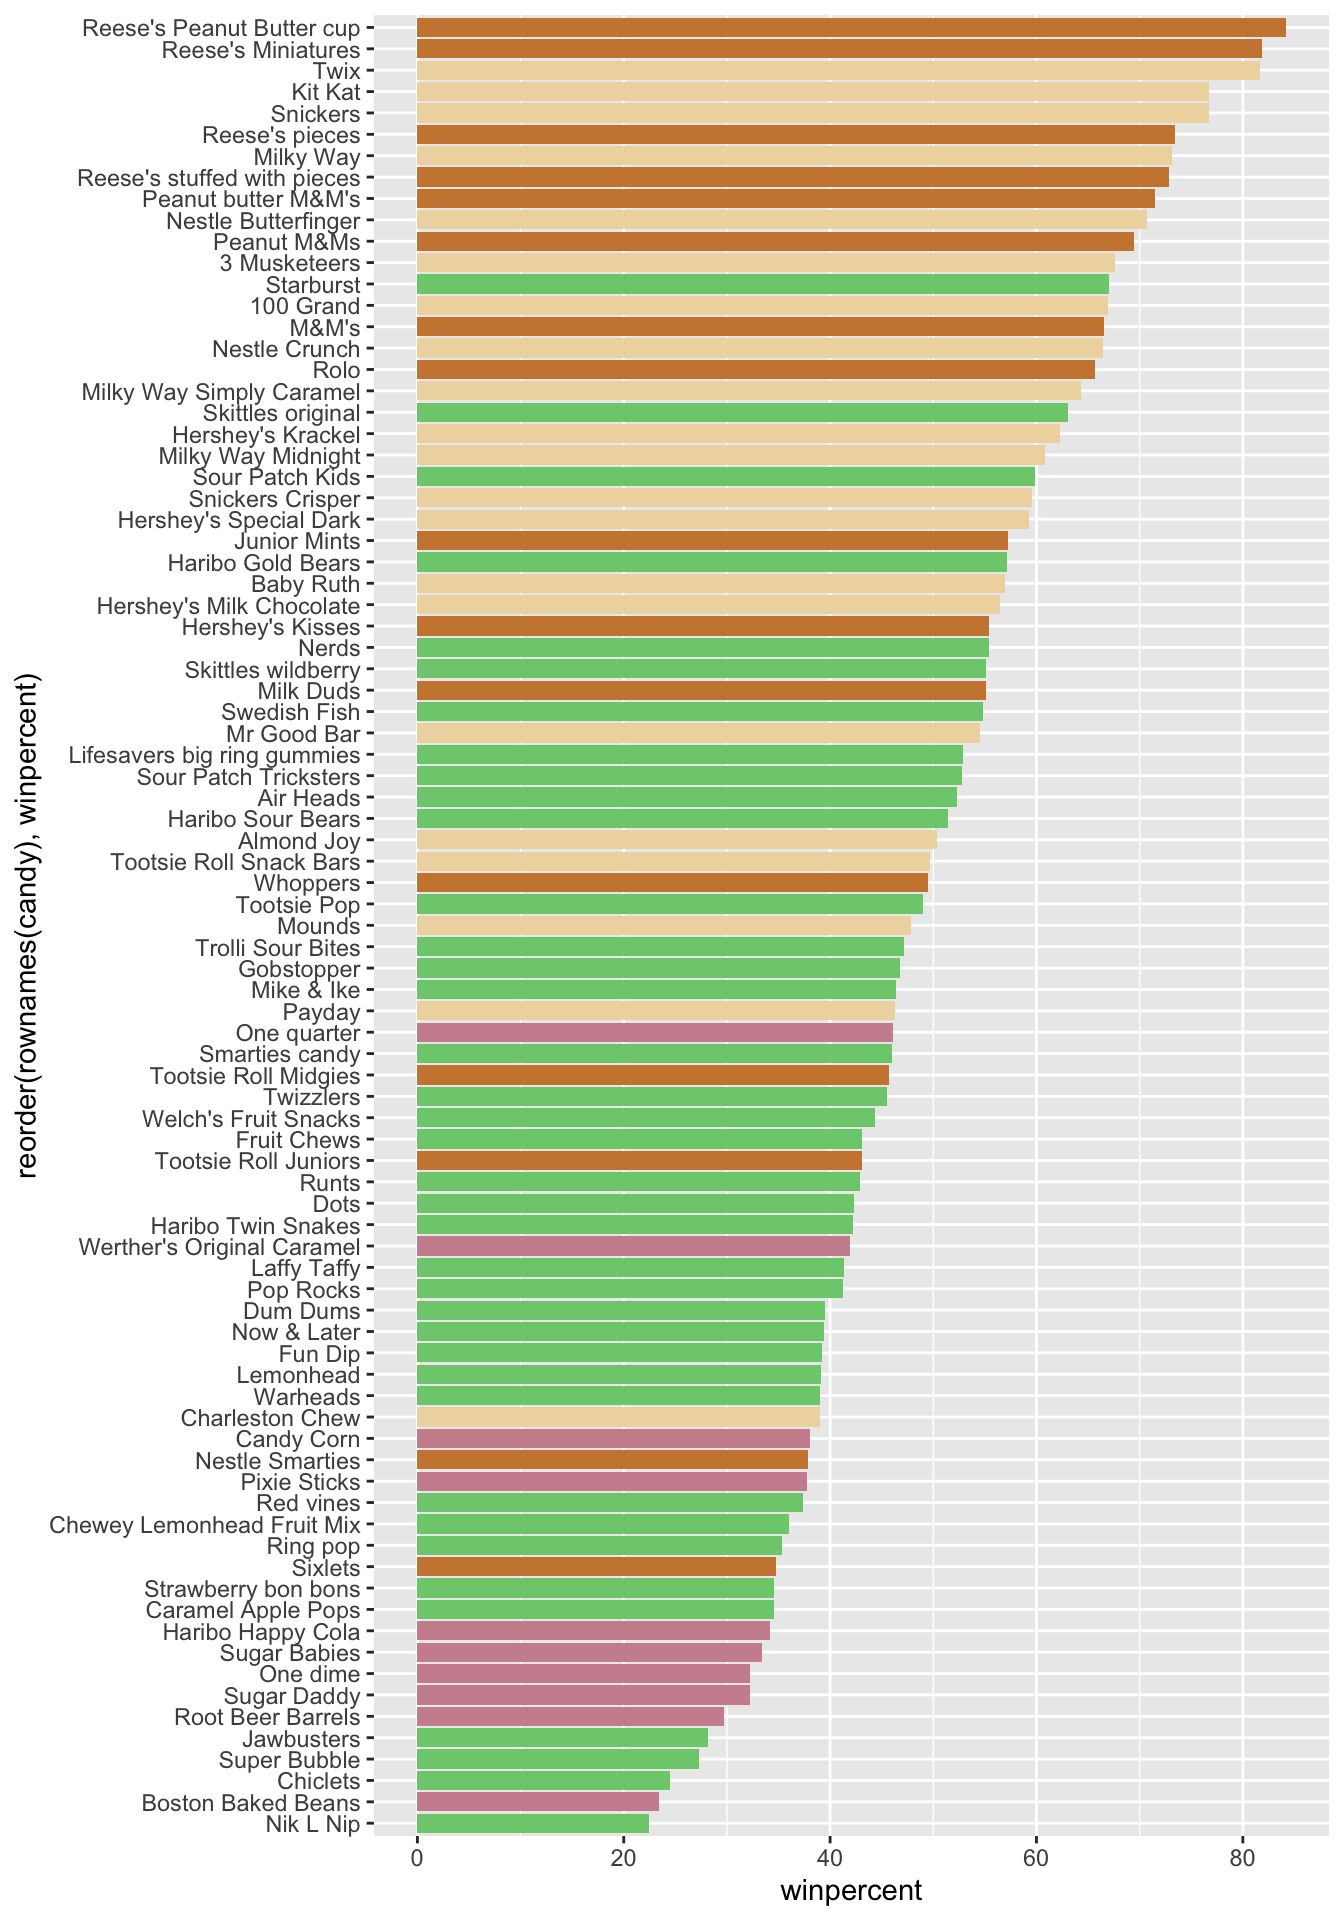 Reese's Peanut Butter cup
Reese's Miniatures
Twix
Kit Kat
Snickers
Reese's pieces
Milky Way
Reese's stuffed with pieces
Peanut butter M&M's
Nestle Butterfinger
Peanut M&Ms
3 Musketeers
Starburst
100 Grand
M&M's
Nestle Crunch
Rolo
Milky Way Simply Caramel
Skittles original
Hershey's Krackel
Milky Way Midnight
Sour Patch Kids
Snickers Crisper
Hershey's Special Dark
Junior Mints
Haribo Gold Bears
Baby Ruth
Hershey's Milk Chocolate
Hershey's Kisses
Nerds
Skittles wildberry
Milk Duds
Swedish Fish
Mr Good Bar
Lifesavers big ring gummies
Sour Patch Tricksters
Air Heads
Haribo Sour Bears
Almond Joy
Tootsie Roll Snack Bars
Whoppers
Tootsie Pop
Mounds
Trolli Sour Bites
Gobstopper
Mike & Ike
Payday
One quarter
Smarties candy
Tootsie Roll Midgies
Twizzlers
Welch's Fruit Snacks
Fruit Chews
Tootsie Roll Juniors
Runts
Dots
Haribo Twin Snakes
Werther's Original Caramel
Laffy Taffy
Pop Rocks
Dum Dums
Now & Later
Fun Dip
Lemonhead
Warheads
Charleston Chew
Candy Corn
Nestle Smarties
Pixie Sticks
Red vines
Chewey Lemonhead Fruit Mix
Ring pop
Sixlets
Strawberry bon bons
Caramel Apple Pops
Haribo Happy Cola
Sugar Babies
One dime
Sugar Daddy
Root Beer Barrels
Jawbusters
Super Bubble
Chiclets
Boston Baked Beans
Nik L Nip
reorder(rownames(candy), winpercent)
0 20 40 60 80
winpercent